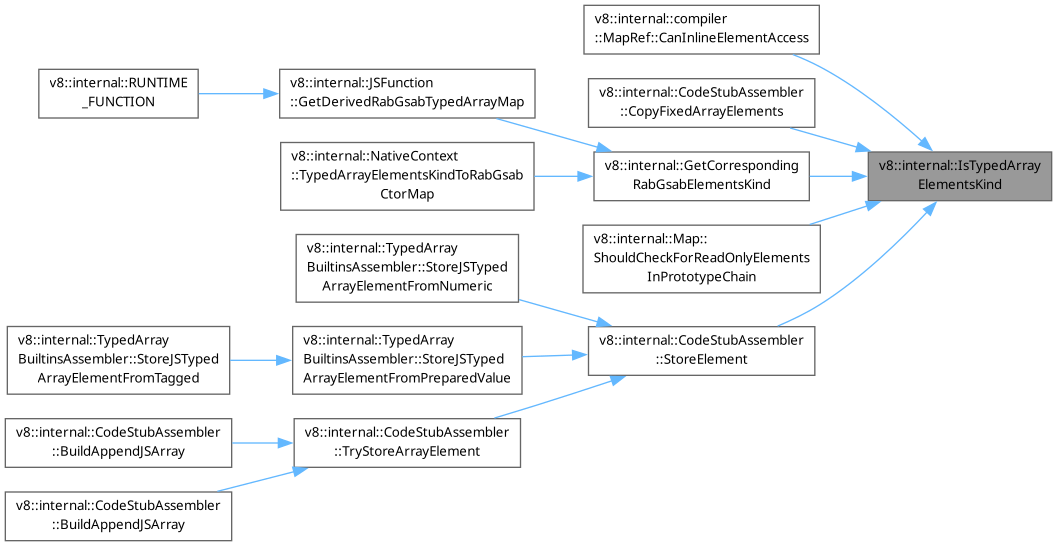 v8::internal::compiler
::MapRef::CanInlineElementAccess
v8::internal::RUNTIME
_FUNCTION
v8::internal::JSFunction
::GetDerivedRabGsabTypedArrayMap
v8::internal::CodeStubAssembler
::CopyFixedArrayElements
v8::internal::NativeContext
::TypedArrayElementsKindToRabGsab
CtorMap
v8::internal::GetCorresponding
RabGsabElementsKind
v8::internal::IsTypedArray
ElementsKind
v8::internal::Map::
ShouldCheckForReadOnlyElements
InPrototypeChain
v8::internal::TypedArray
BuiltinsAssembler::StoreJSTyped
ArrayElementFromNumeric
v8::internal::TypedArray
BuiltinsAssembler::StoreJSTyped
ArrayElementFromTagged
v8::internal::TypedArray
BuiltinsAssembler::StoreJSTyped
ArrayElementFromPreparedValue
v8::internal::CodeStubAssembler
::StoreElement
v8::internal::CodeStubAssembler
::BuildAppendJSArray
v8::internal::CodeStubAssembler
::TryStoreArrayElement
v8::internal::CodeStubAssembler
::BuildAppendJSArray